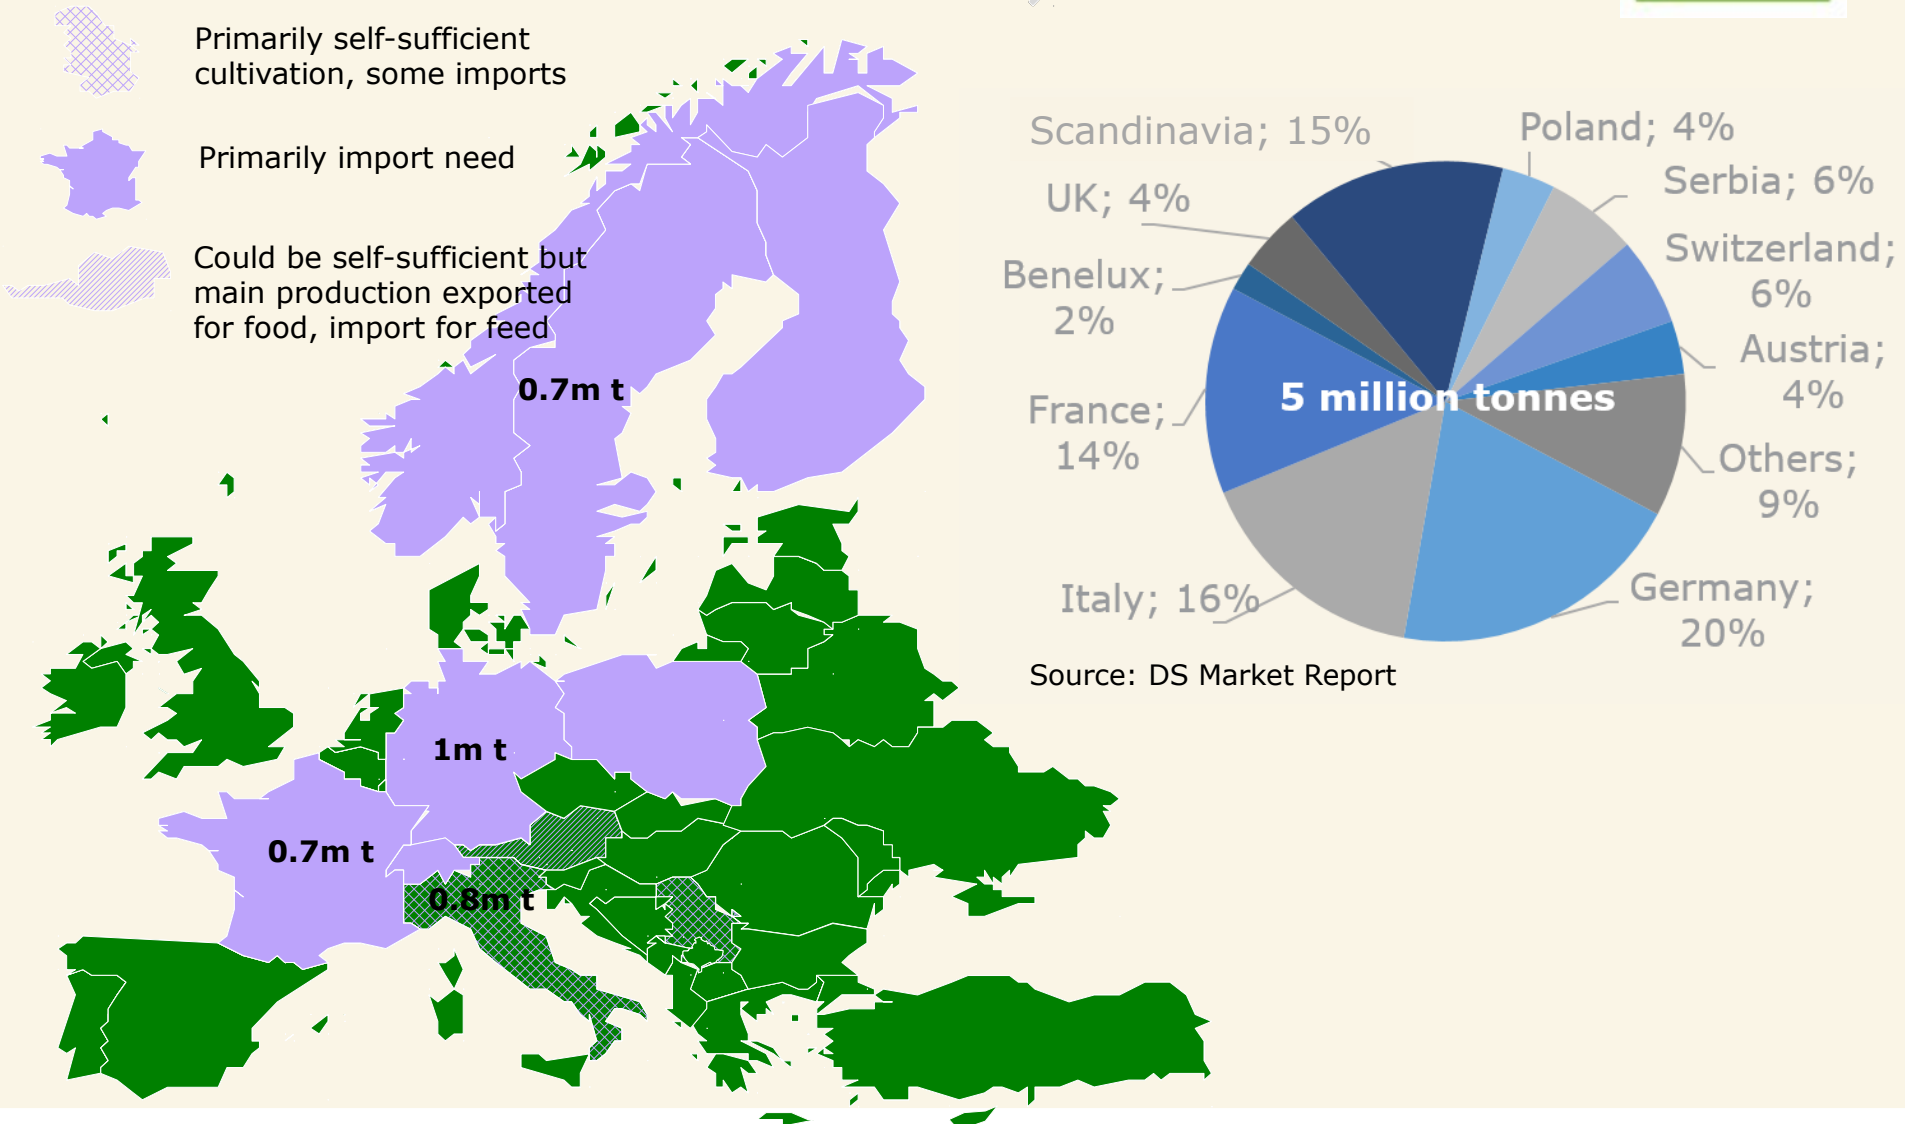 Primarily self-sufficient
cultivation, some imports
Primarily import need
Could be self-sufficient but
main production exported
for food, import for feed
0.7m t
1m t
0.7m t
0.8m t
Scandinavia; 15%
Poland; 4%
UK; 4%
Serbia; 6%
Switzerland;
6%
Benelux;
2%
Austria;
4%
5 million tonnes
France;
14%
Others;
9%
Italy; 16%
Germany;
20%
Source: DS Market Report